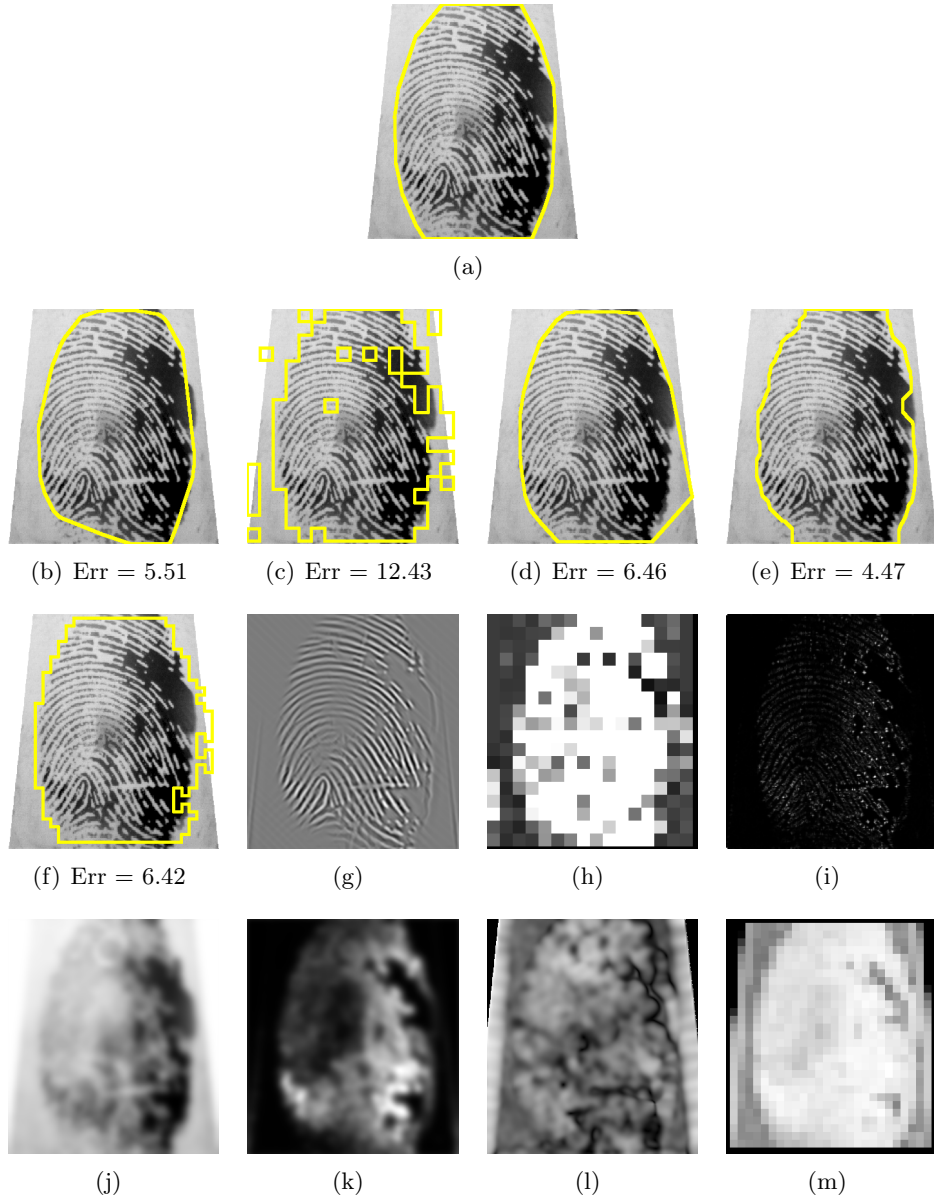 (a)
(b) Err = 5.51
(c) Err = 12.43
(d) Err = 6.46
(e) Err = 4.47
(f) Err = 6.42
(g)
(h)
(i)
(j)
(k)
(l)
(m)